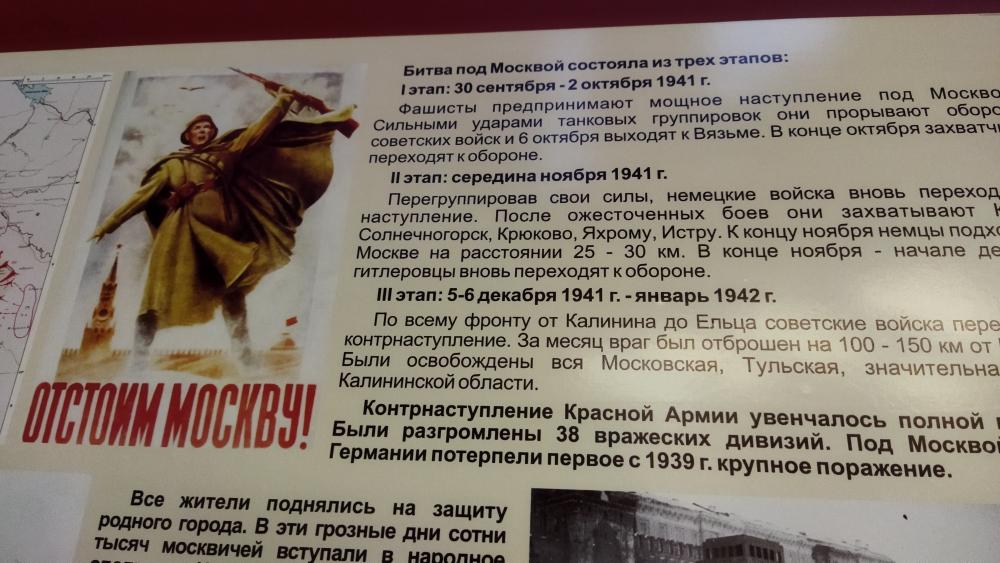 Битва под Москвой состояла из трех этапов:
I этап: 30 сентября - 2 октября 1941 г.
Фашисты предпринимают мощное наступление под
Сильными ударами танковых группировок они прорывают
советских войск и 6 октября выходят к Вязьме. В конце октября
переходят к обороне.
II этап: середина ноября 1941 г.
Перегруппировав свои силы, немецкие войска вновь
наступление. После ожесточенных боев они захватывают
Солнечногорск, Крюково, Яхрому, Истру. К концу ноября немцы
Москве на расстоянии 25 - 30 км. В конце ноября - начале
гитлеровцы вновь переходят к обороне.
III этап: 5-6 декабря 1941 г. - январь 1942 г.
По всему фронту от Калинина до Ельца советские войска
контрнаступление. За месяц враг был отброшен на 100 - 150 км от
Были освобождены вся Московская, Тульская,
Калининской области.
Контрнаступление Красной Армии увенчалось полной
Были разгромлены 38 вражеских дивизий. Под
Германии потерпели первое с 1939 г. крупное поражение.
ОТСТОИМ МОСКВУ!
Все жители поднялись на защиту
родного города. В эти грозные дни сотни
тысяч москвичей вступали в народное